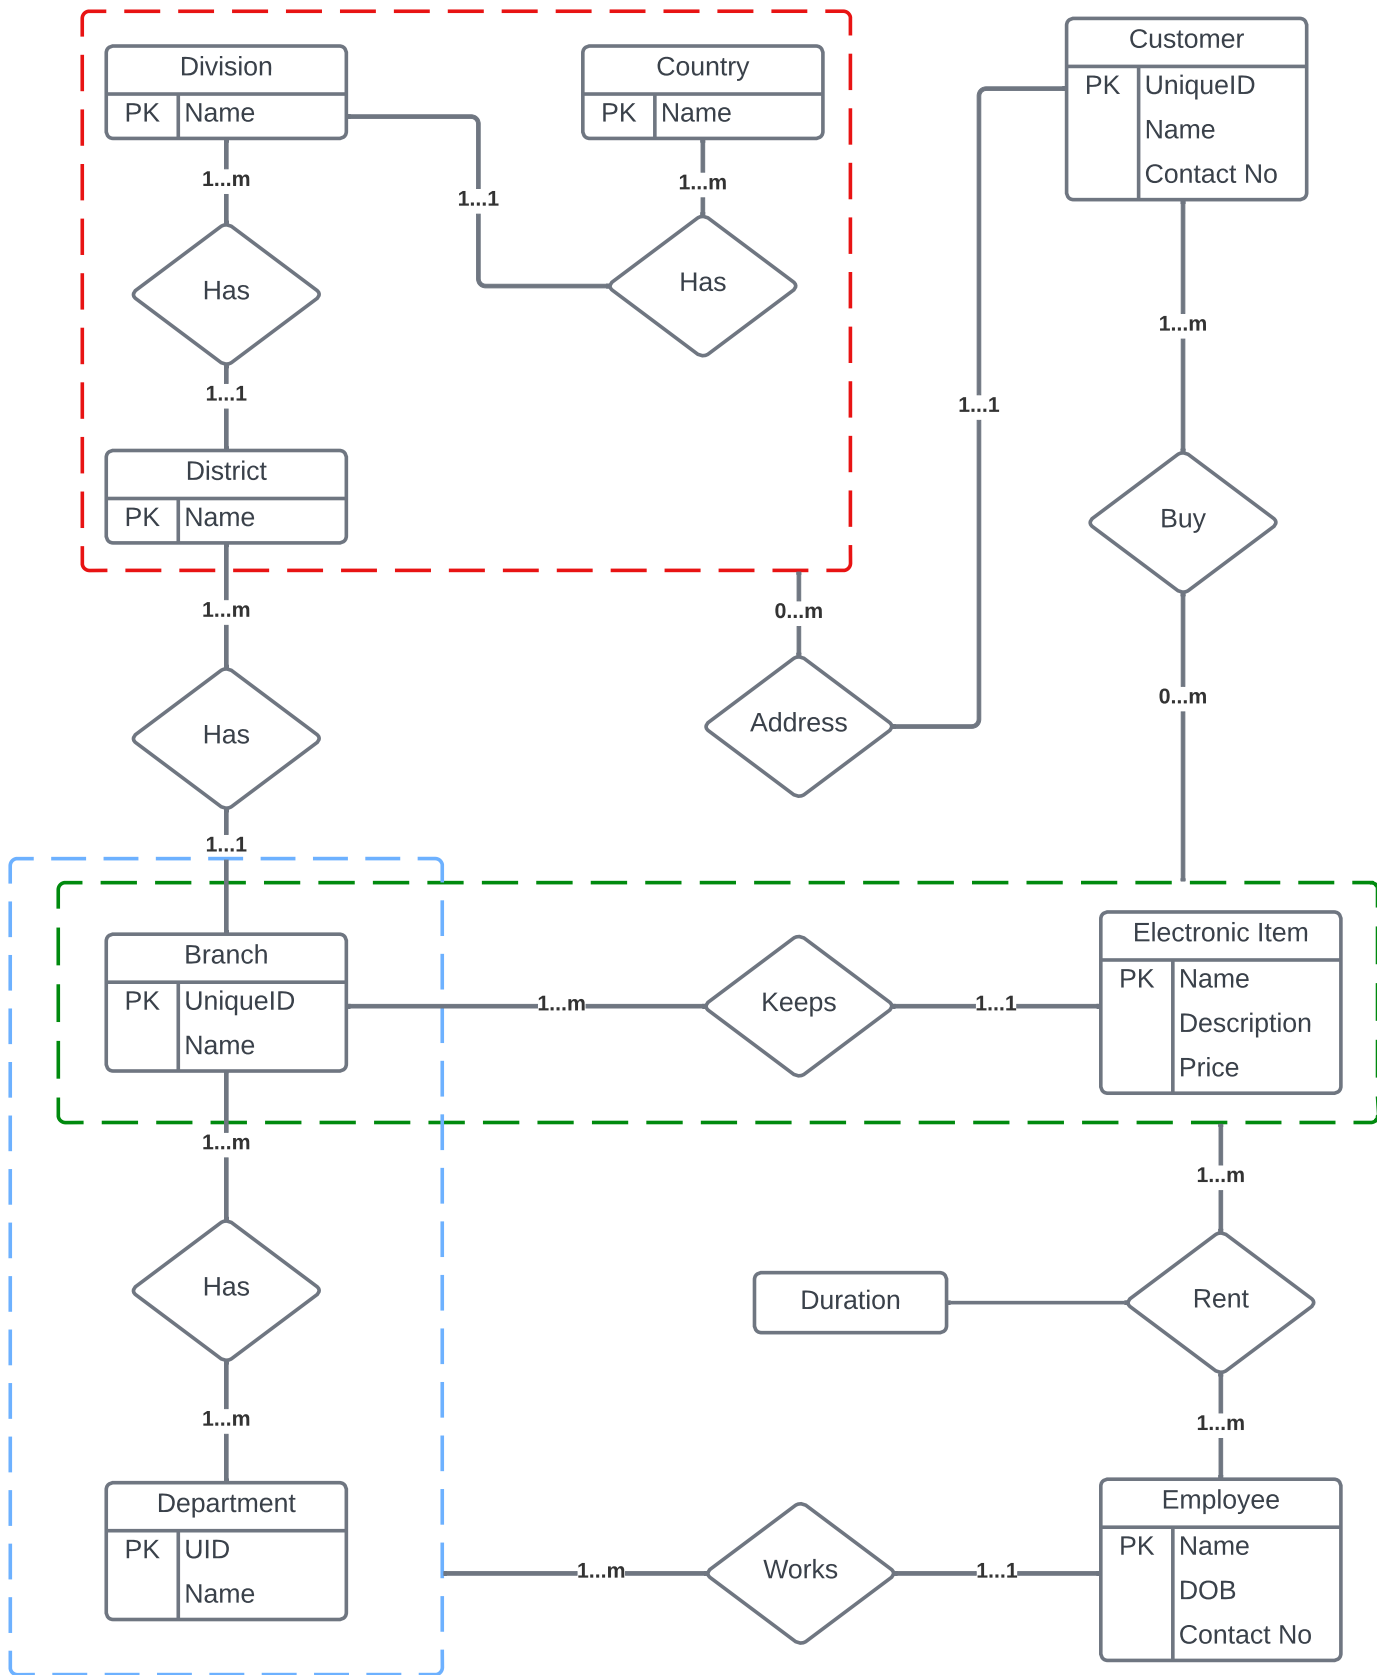 Division
PK Name
Country
PK Name
Customer
PK UniqueID
Name
Contact No
1...m
1...m
1...1
Has
Has
1...m
1...1
1...1
District
PK Name
Buy
1...m
0...m
Has
Address
0...m
1...1
Branch
PK UniqueID
Name
1...m
Keeps
1...1
Electronic Item
PK Name
Description
Price
1...m
1...m
Has
Duration
Rent
1...m
1...m
Department
PK UID
Name
1...m
Works
1...1
Employee
PK Name
DOB
Contact No